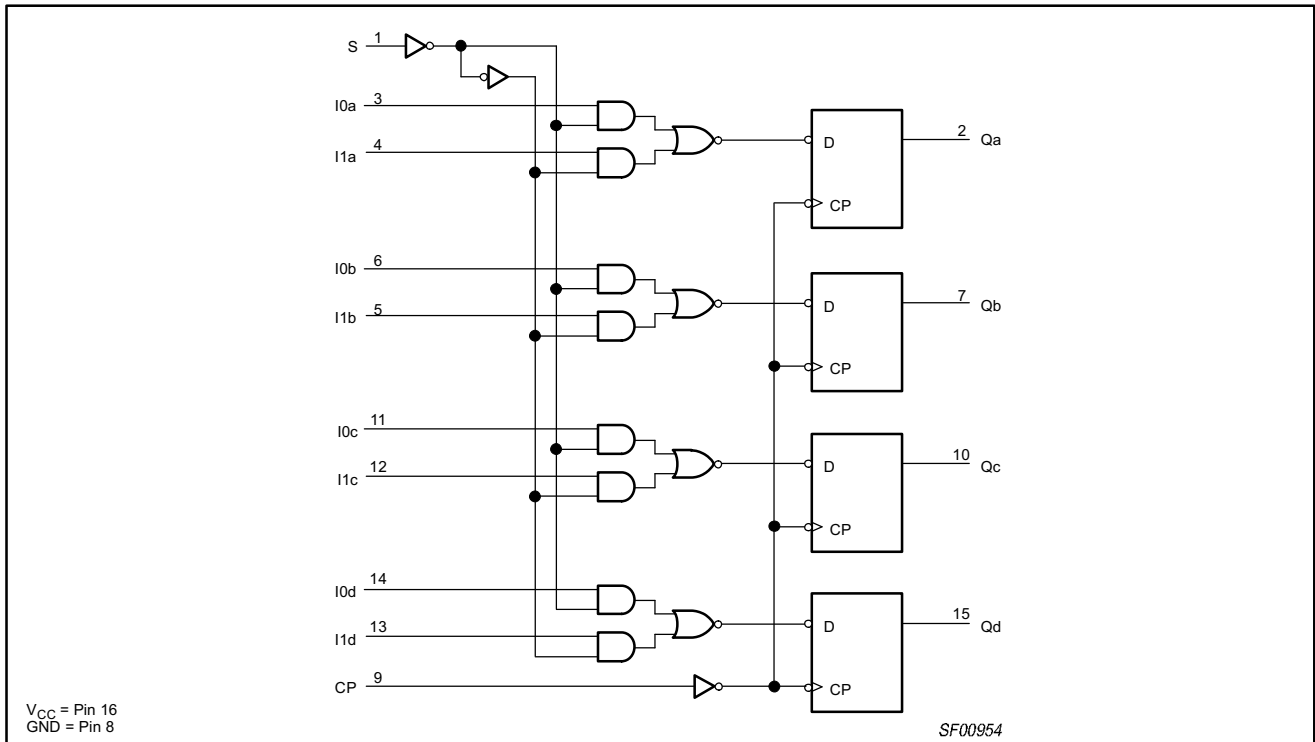 S 1
I0a 3
I1a 4
D
2 Qa
CP
I0b 6
I1b 5
D
7 Qb
CP
I0c 11
I1c 12
D
10 Qc
CP
I0d 14
I1d 13
D
15 Qd
CP 9
CP
VCC = Pin 16
GND = Pin 8
SF00954